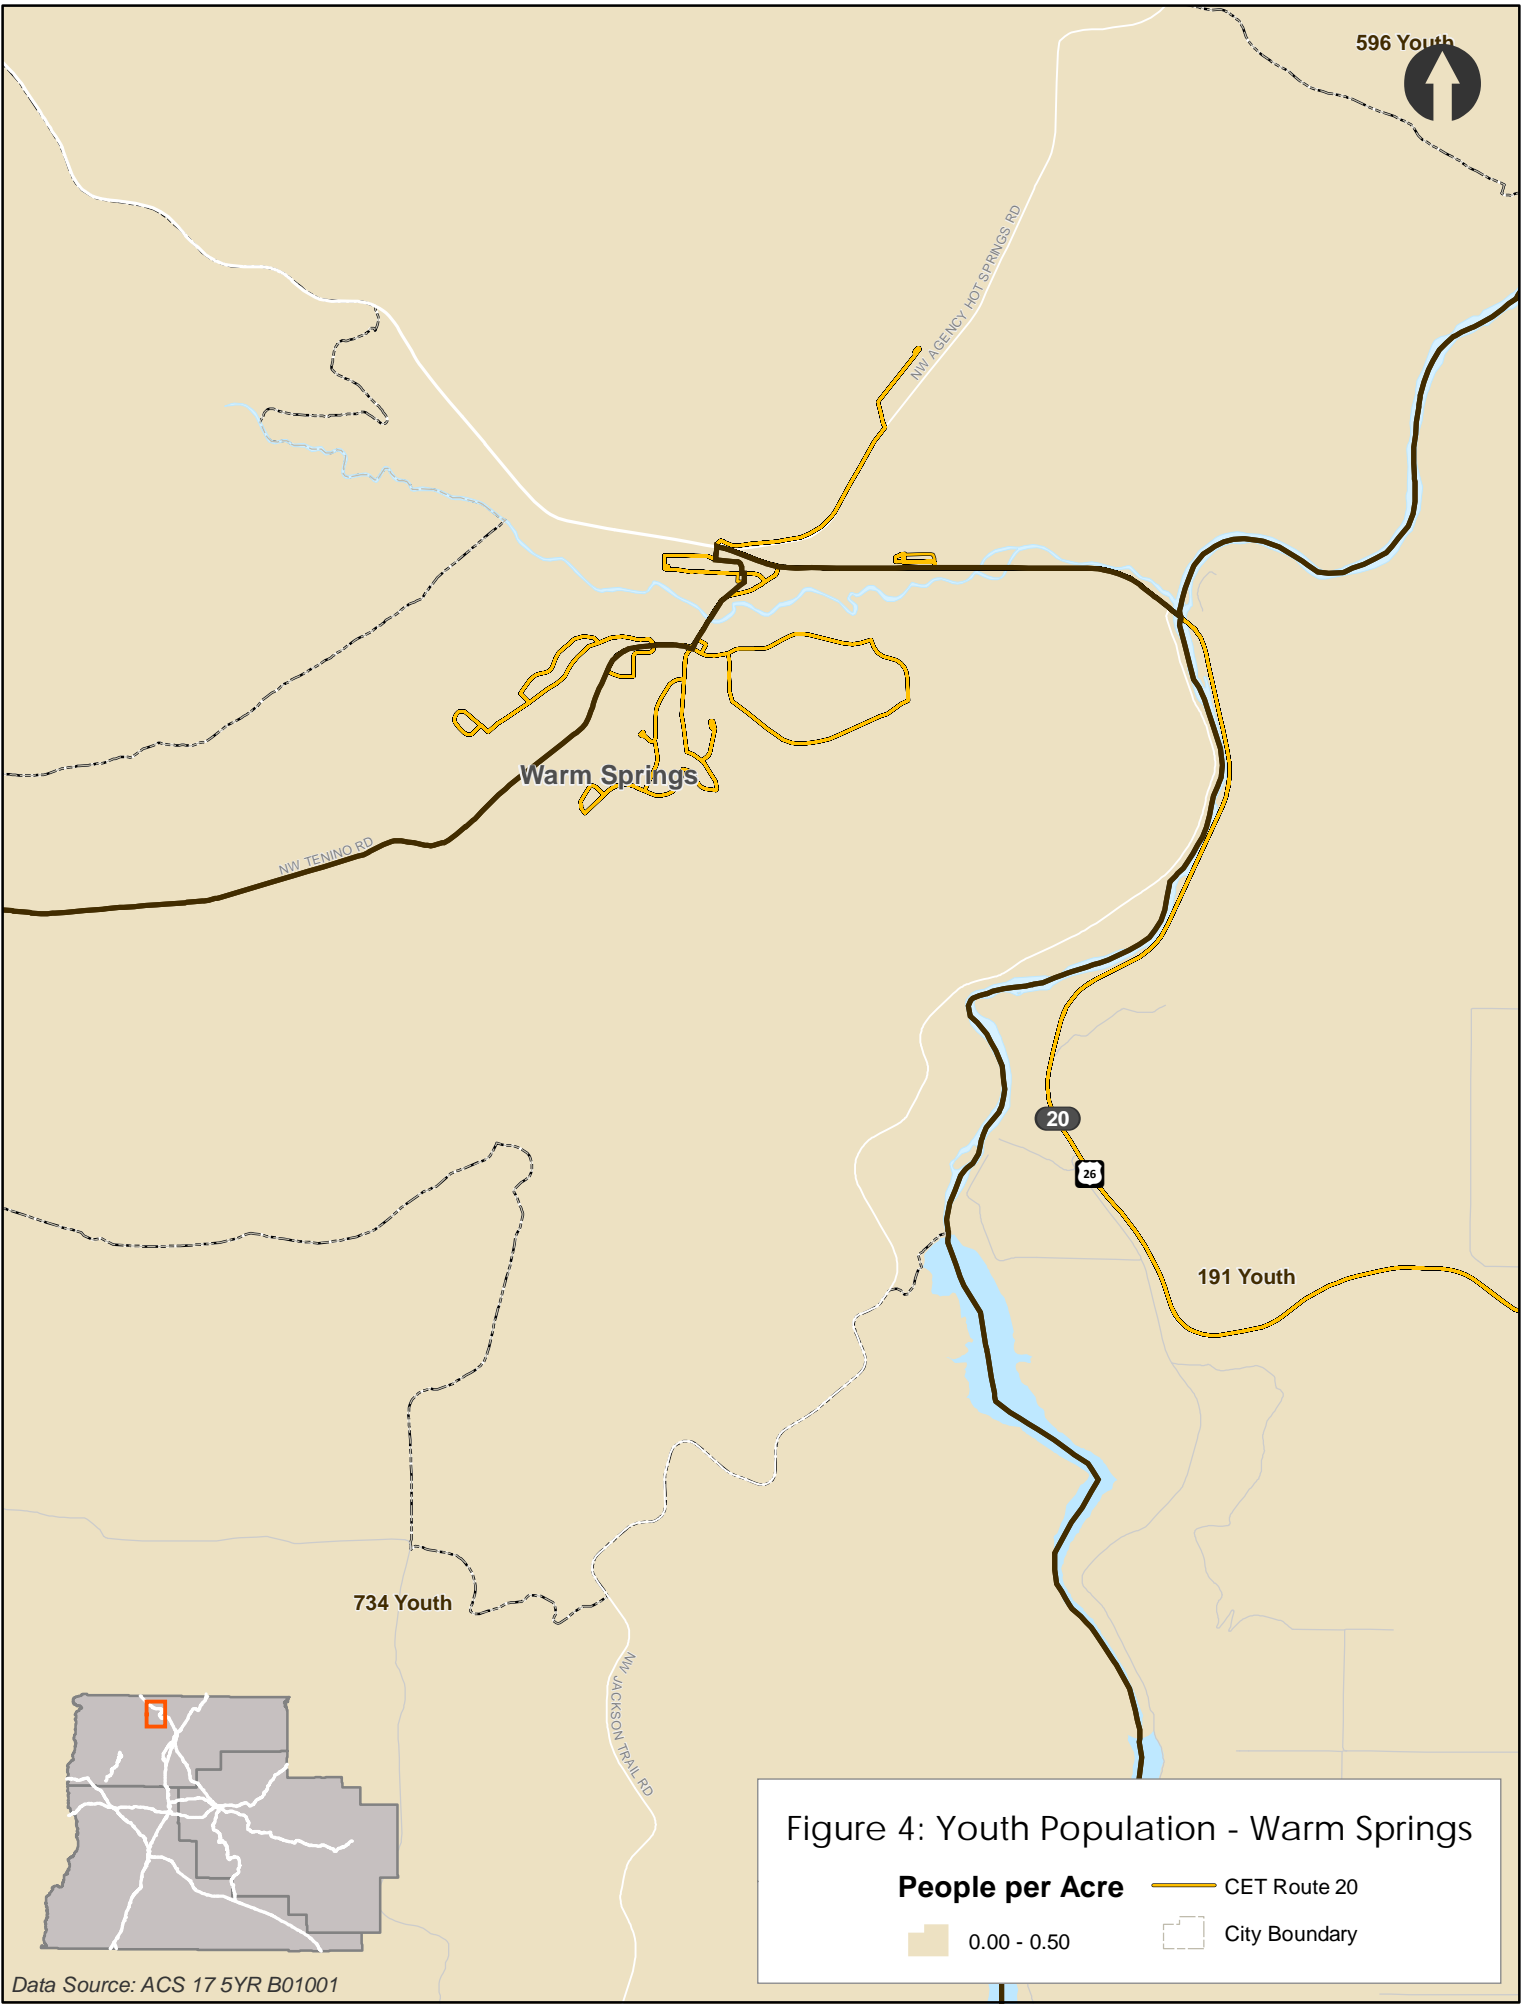 596 Youth
NW AGENCY HOT SPRINGS RD
Warm Springs
NW TENINO RD
20
26
191 Youth
734 Youth
NW JACKSON TRAIL RD
Figure 4: Youth Population - Warm Springs
People per Acre
CET Route 20
0.00 - 0.50
City Boundary
Data Source: ACS 17 5YR B01001